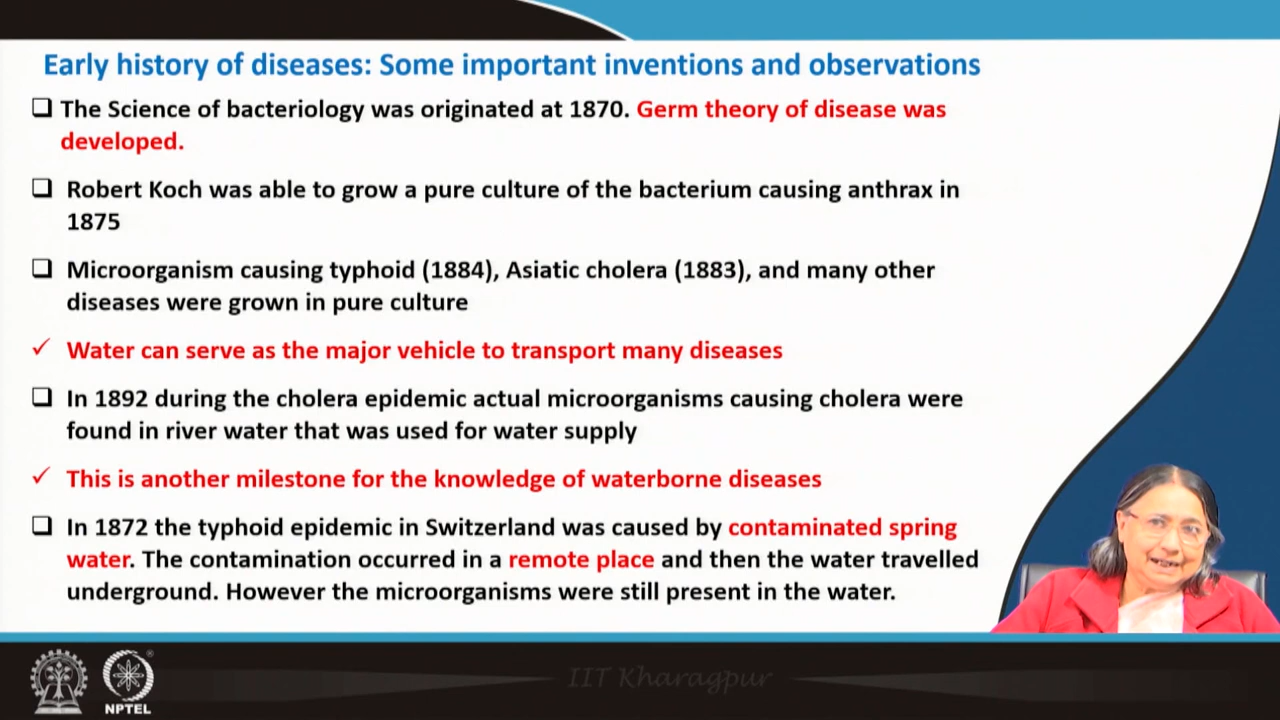 Early history of diseases: Some important inventions and observations
The Science of bacteriology was originated at 1870. Germ theory of disease was
developed.
Robert Koch was able to grow a pure culture of the bacterium causing anthrax in
1875
Microorganism causing typhoid (1884), Asiatic cholera (1883), and many other
diseases were grown in pure culture
Water can serve as the major vehicle to transport many diseases
In 1892 during the cholera epidemic actual microorganisms causing cholera were
found in river water that was used for water supply
This is another milestone for the knowledge of waterborne diseases
In 1872 the typhoid epidemic in Switzerland was caused by contaminated spring
water. The contamination occurred in a remote place and then the water travelled
underground. However the microorganisms were still present in the water.
IIT Kharagpur
NPTEL